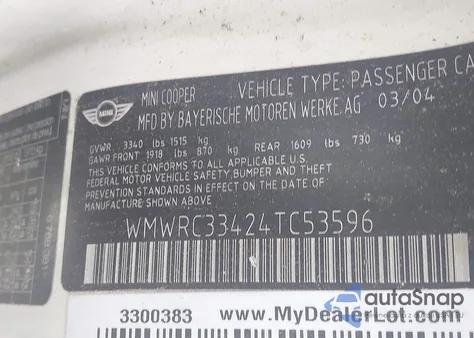 MINI
MINI COOPER
VEHICLE TYPE: PASSENGER CA
MFD BY BAYERISCHE MOTOREN WERKE AG 03/04
GVWR 3340 lbs 1515 kg
GAWR FRONT 1918 lbs 870 kg REAR 1609 lbs 730 kg
THIS VEHICLE CONFORMS TO ALL APPLICABLE U.S.
FEDERAL MOTOR VEHICLE SAFETY, BUMPER AND THEFT
PREVENTION STANDARDS IN EFFECT ON THE DATE OF
MANUFACTURE SHOWN ABOVE.
WMWRC33424TC53596
3300383
www.MyDealerLot.com
autoSnap